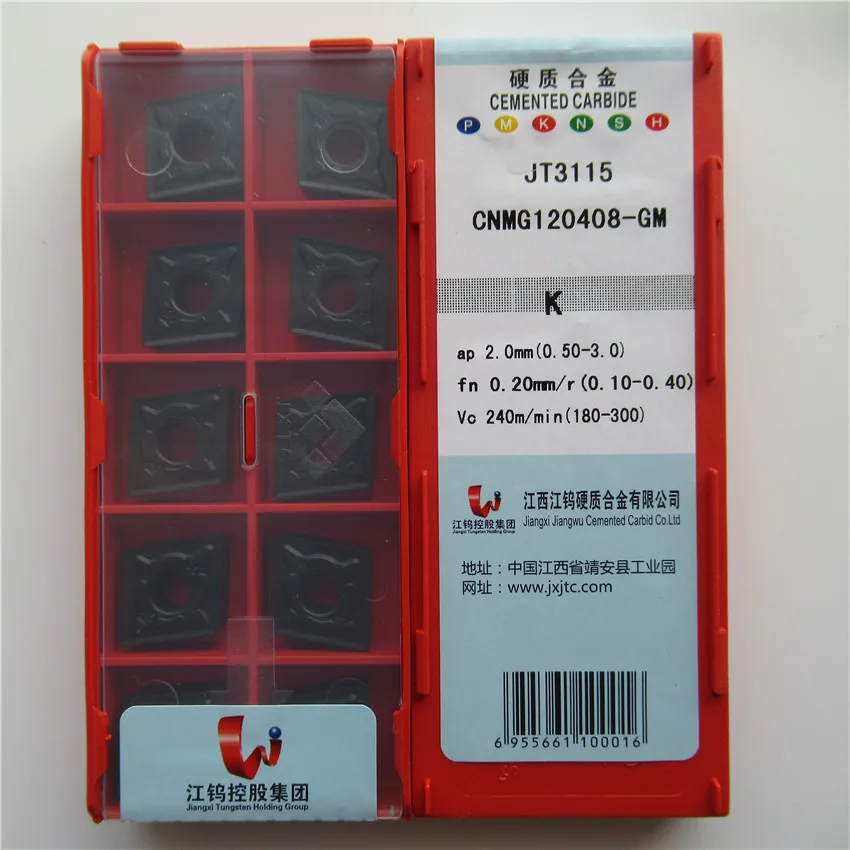 江钨控股集团
Jiangxi Tungsten Holding Group
硬质合金
CEMENTED CARBIDE
P M K N S H
JT3115
CNMG120408-GM
K
ap 2.0mm(0.50-3.0)
fn 0.20mm/r(0.10-0.40)
Vc 240m/min(180-300)
江钨控股集团
Jiangxi Tungsten Holding Group
江西江钨硬质合金有限公司
Jiangxi Jiangwu Cemented Carbid Co.Ltd
地址：中国江西省靖安县工业园
网址：www.jxjtc.com
6 955661 100016